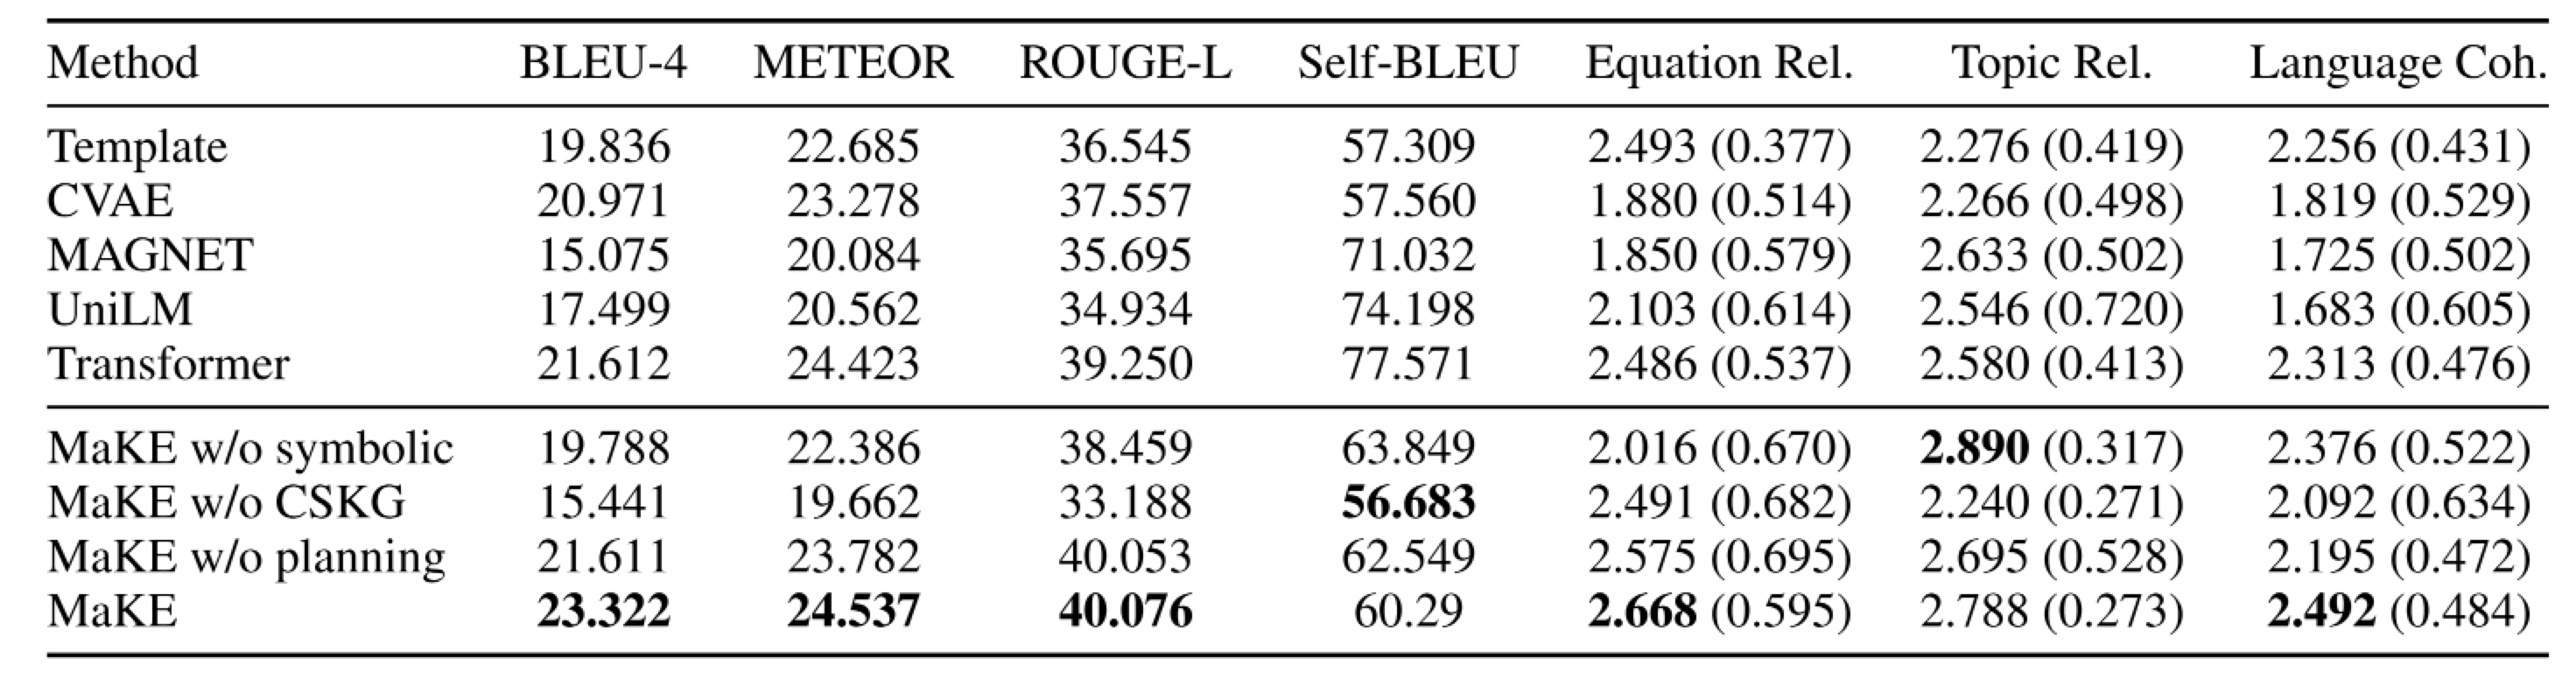 Method BLEU-4 METEOR ROUGE-L Self-BLEU Equation Rel. Topic Rel. Language Coh.
Template 19.836 22.685 36.545 57.309 2.493 (0.377) 2.276 (0.419) 2.256 (0.431)
CVAE 20.971 23.278 37.557 57.560 1.880 (0.514) 2.266 (0.498) 1.819 (0.529)
MAGNET 15.075 20.084 35.695 71.032 1.850 (0.579) 2.633 (0.502) 1.725 (0.502)
UniLM 17.499 20.562 34.934 74.198 2.103 (0.614) 2.546 (0.720) 1.683 (0.605)
Transformer 21.612 24.423 39.250 77.571 2.486 (0.537) 2.580 (0.413) 2.313 (0.476)
MaKE w/o symbolic 19.788 22.386 38.459 63.849 2.016 (0.670) 2.890 (0.317) 2.376 (0.522)
MaKE w/o CSKG 15.441 19.662 33.188 56.683 2.491 (0.682) 2.240 (0.271) 2.092 (0.634)
MaKE w/o planning 21.611 23.782 40.053 62.549 2.575 (0.695) 2.695 (0.528) 2.195 (0.472)
MaKE 23.322 24.537 40.076 60.29 2.668 (0.595) 2.788 (0.273) 2.492 (0.484)